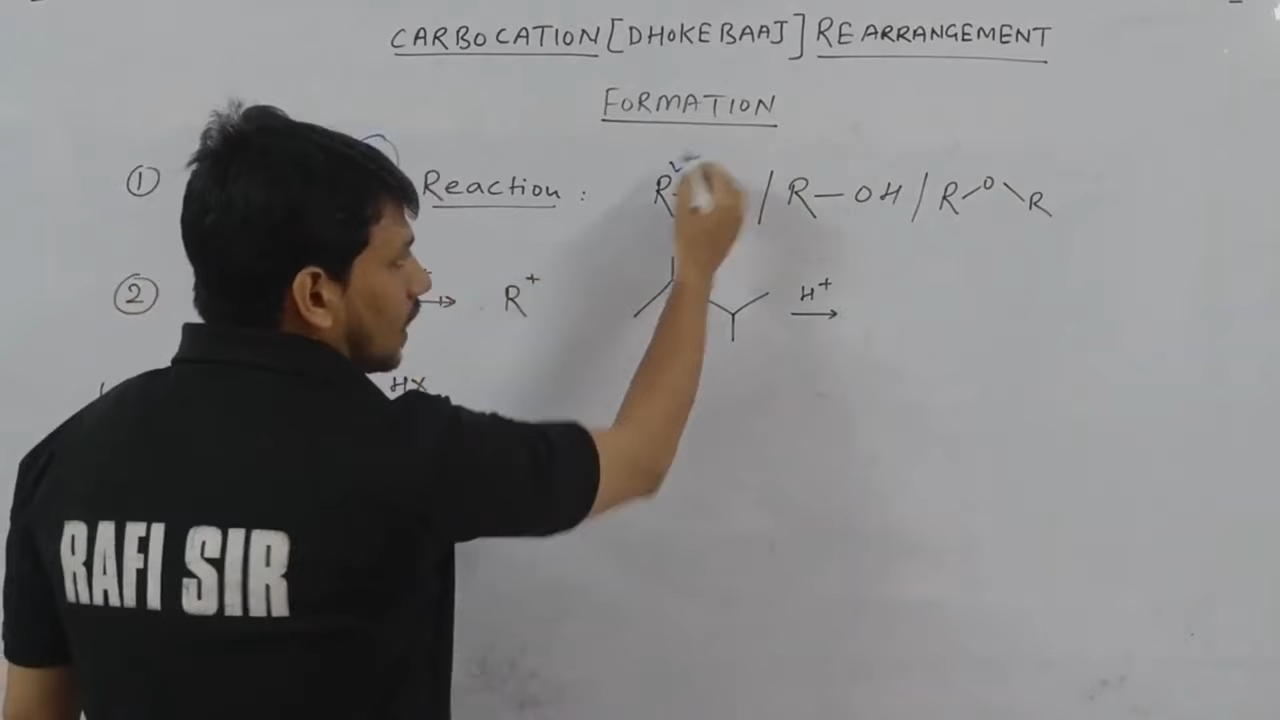 CARBOCATION [DHOKEBAAJ] REARRANGEMENT
FORMATION
① Reaction : R / R—OH / R O R
② R+ H+
HX
RAFI SIR